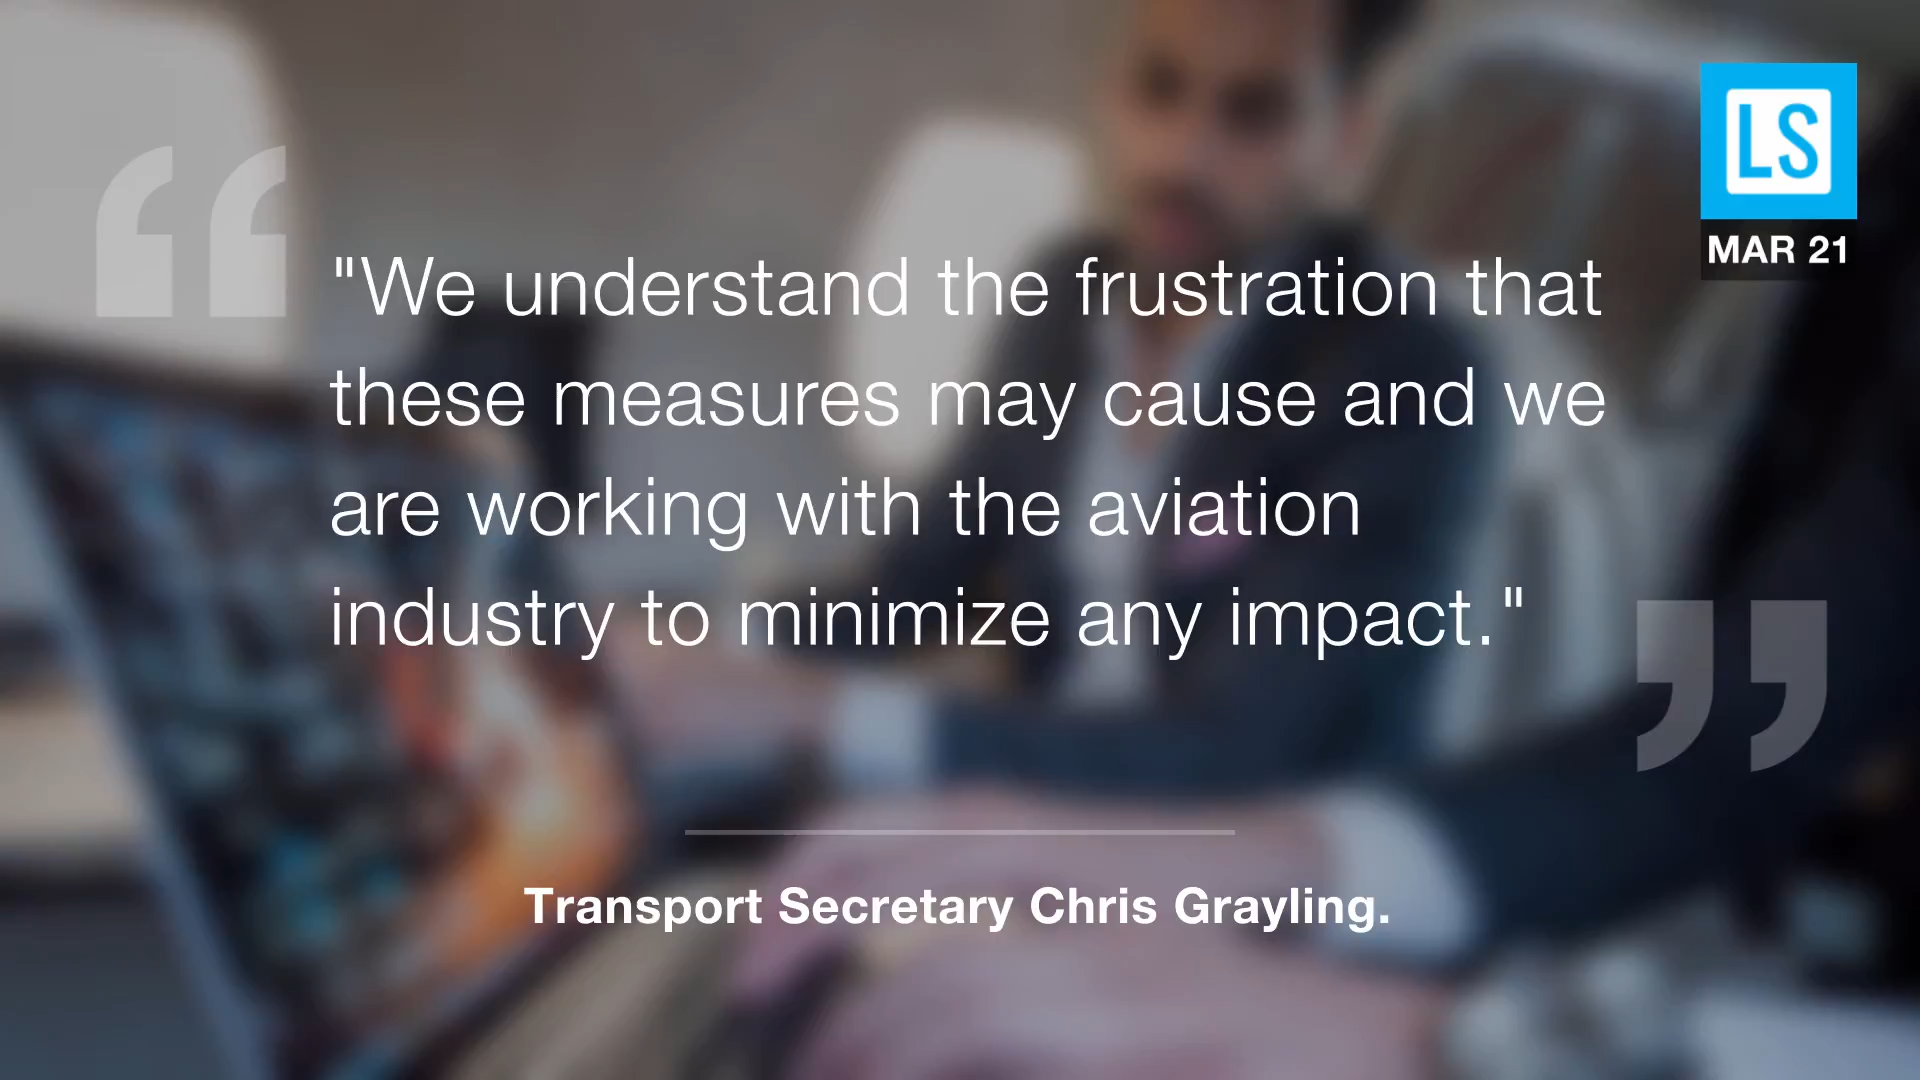 LS
MAR 21
"We understand the frustration that
these measures may cause and we
are working with the aviation
industry to minimize any impact."
Transport Secretary Chris Grayling.